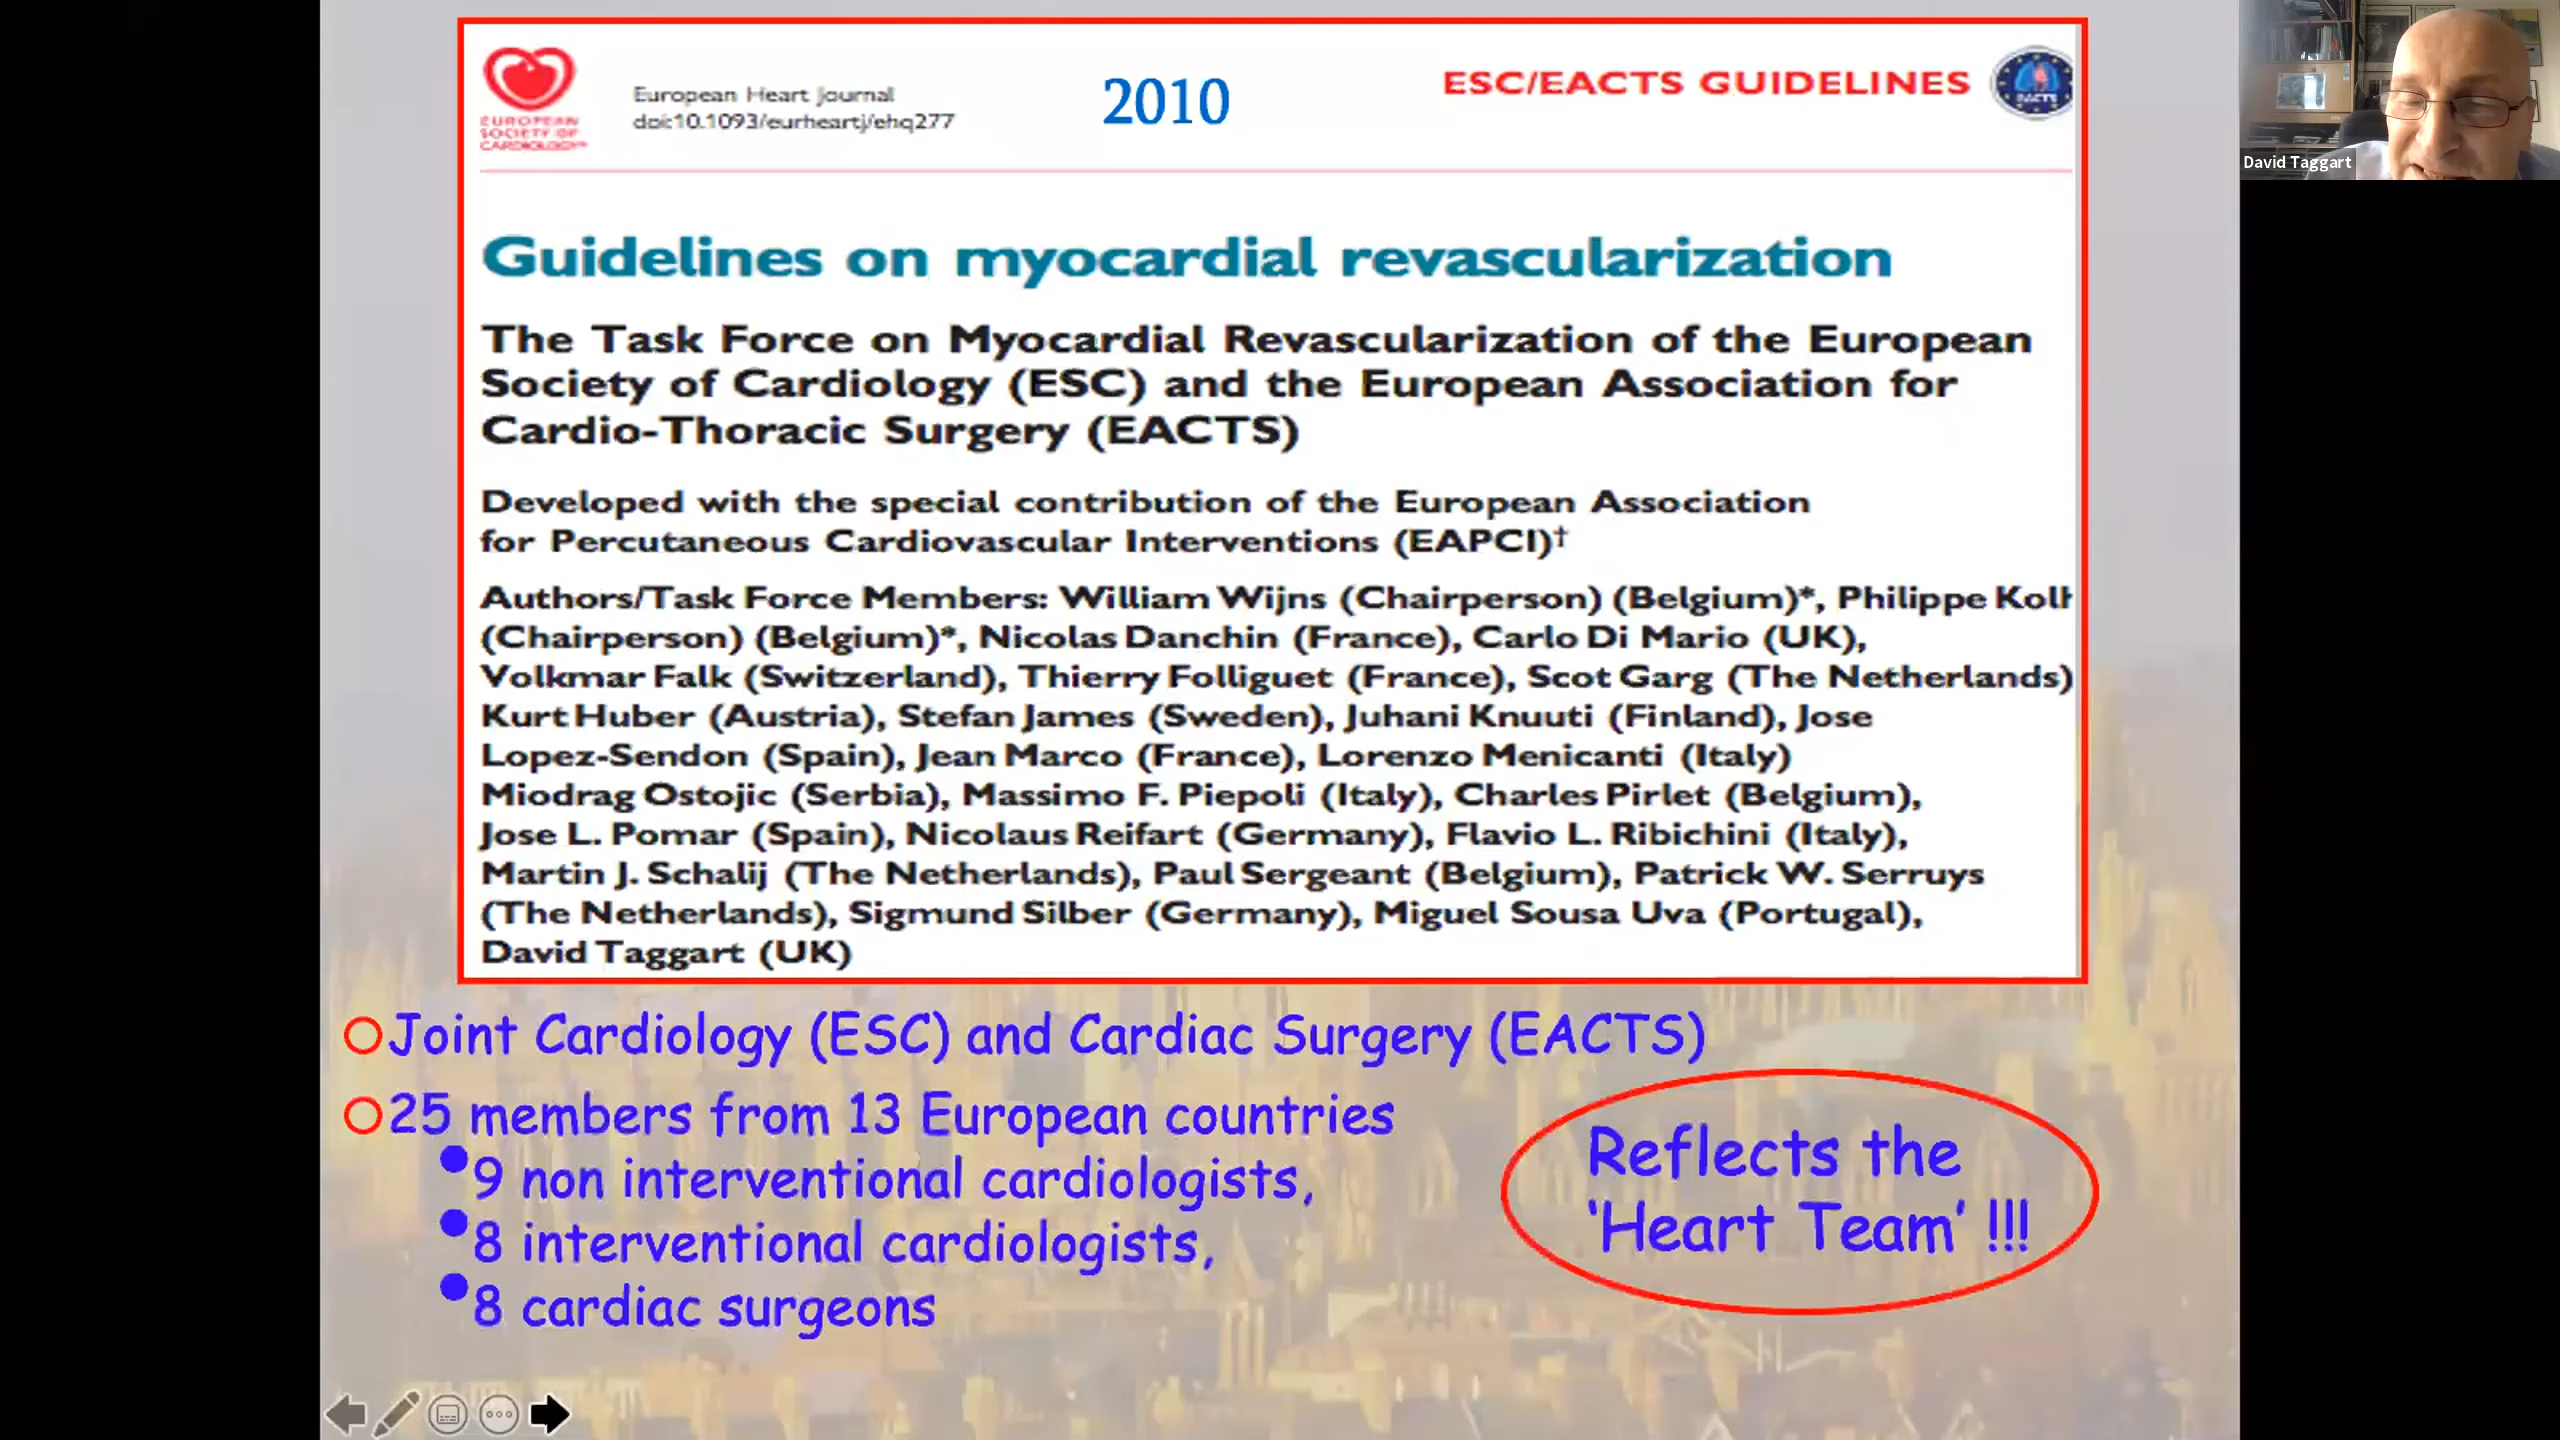 EUROPEAN
SOCIETY OF
CARDIOLOGY
European Heart Journal
doi:10.1093/eurheartj/ehq277
2010
ESC/EACTS GUIDELINES
EACTS
David Taggart
Guidelines on myocardial revascularization
The Task Force on Myocardial Revascularization of the European
Society of Cardiology (ESC) and the European Association for
Cardio-Thoracic Surgery (EACTS)
Developed with the special contribution of the European Association
for Percutaneous Cardiovascular Interventions (EAPCI)†
Authors/Task Force Members: William Wijns (Chairperson) (Belgium)*, Philippe
(Chairperson) (Belgium)*, Nicolas Danchin (France), Carlo Di Mario (UK),
Volkmar Falk (Switzerland), Thierry Folliguet (France), Scot Garg (The Netherlands)
Kurt Huber (Austria), Stefan James (Sweden), Juhani Knuuti (Finland), Jose
Lopez-Sendon (Spain), Jean Marco (France), Lorenzo Menicanti (Italy)
Miodrag Ostojic (Serbia), Massimo F. Piepoli (Italy), Charles Pirlet (Belgium),
Jose L. Pomar (Spain), Nicolaus Reifart (Germany), Flavio L. Ribichini (Italy),
Martin J. Schalij (The Netherlands), Paul Sergeant (Belgium), Patrick W. Serruys
(The Netherlands), Sigmund Silber (Germany), Miguel Sousa Uva (Portugal),
David Taggart (UK)
Joint Cardiology (ESC) and Cardiac Surgery (EACTS)
25 members from 13 European countries
9 non interventional cardiologists,
8 interventional cardiologists,
8 cardiac surgeons
Reflects the
‘Heart Team’ !!!